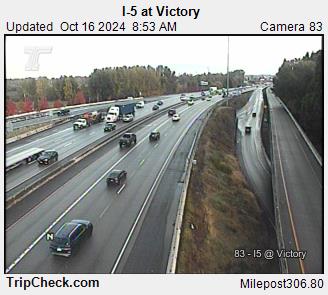 I-5 at Victory
Updated Oct 16 2024 8:53 AM Camera 83
N
83 - I5 @ Victory
TripCheck.com Milepost306.80